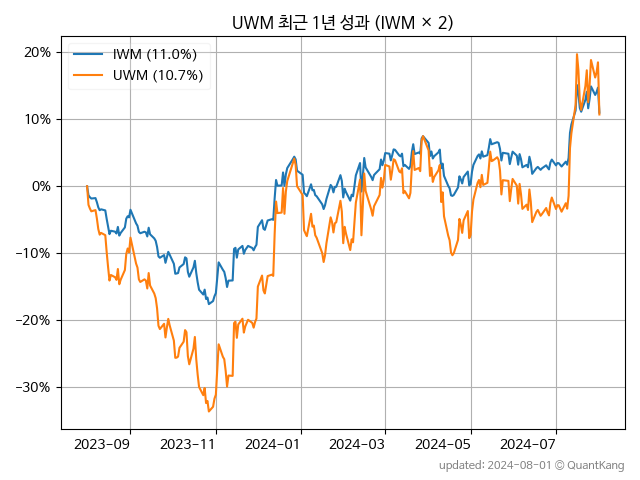 UWM 최근 1년 성과 (IWM × 2)
IWM (11.0%)
UWM (10.7%)
20%
10%
0%
−10%
−20%
−30%
2023-09 2023-11 2024-01 2024-03 2024-05 2024-07
updated: 2024-08-01 © QuantKang